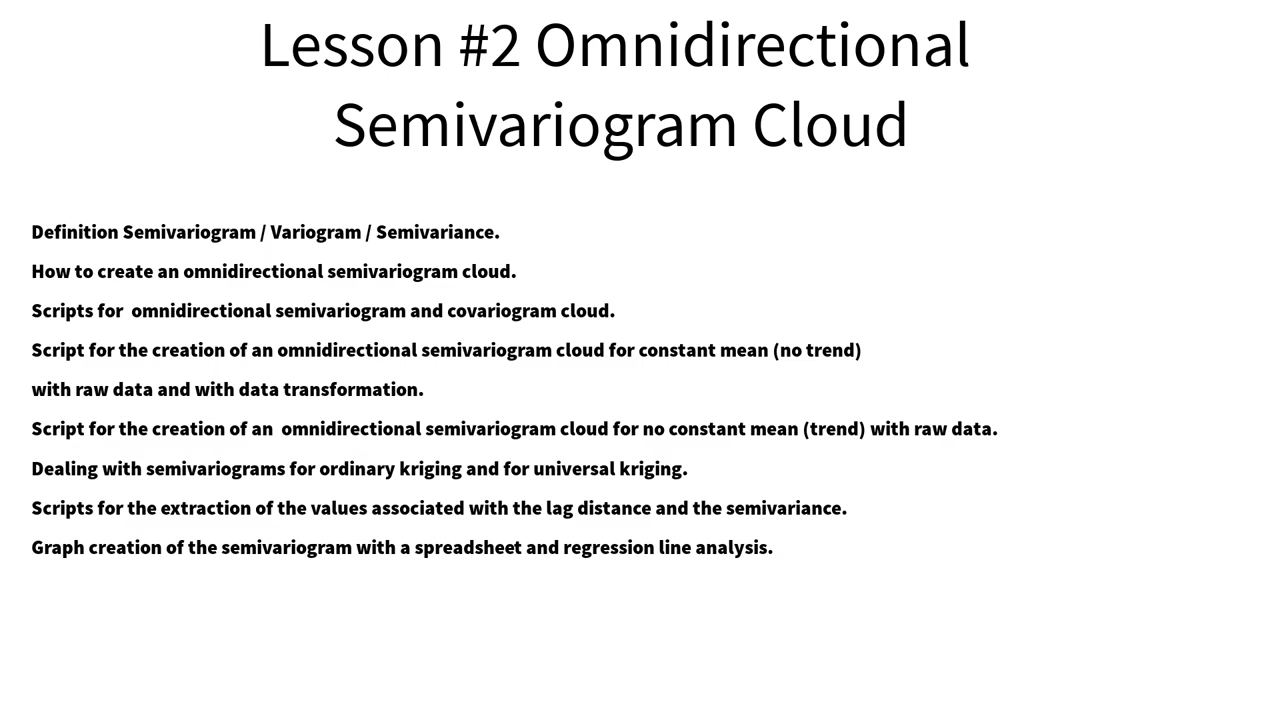 Lesson #2 Omnidirectional
Semivariogram Cloud
Definition Semivariogram / Variogram / Semivariance.
How to create an omnidirectional semivariogram cloud.
Scripts for  omnidirectional semivariogram and covariogram cloud.
Script for the creation of an omnidirectional semivariogram cloud for constant mean (no trend)
with raw data and with data transformation.
Script for the creation of an  omnidirectional semivariogram cloud for no constant mean (trend) with raw data.
Dealing with semivariograms for ordinary kriging and for universal kriging.
Scripts for the extraction of the values associated with the lag distance and the semivariance.
Graph creation of the semivariogram with a spreadsheet and regression line analysis.